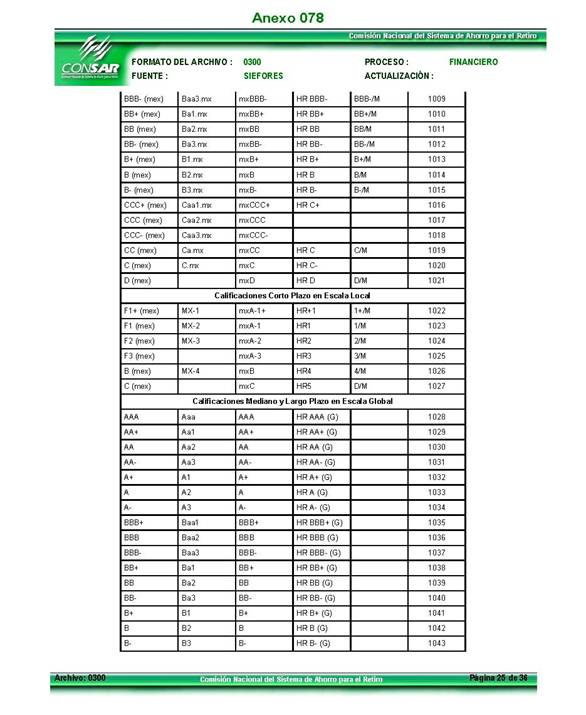 Anexo 078
Comisión Nacional del Sistema de Ahorro para el Retiro
CONSAR
FORMATO DEL ARCHIVO : 0300 PROCESO : FINANCIERO
FUENTE : SIEFORES ACTUALIZACIÓN :
BBB- (mex) Baa3.mx mxBBB- HR BBB- BBB-/M 1009
BB+ (mex) Ba1.mx mxBB+ HR BB+ BB+/M 1010
BB (mex) Ba2.mx mxBB HR BB BB/M 1011
BB- (mex) Ba3.mx mxBB- HR BB- BB-/M 1012
B+ (mex) B1.mx mxB+ HR B+ B+/M 1013
B (mex) B2.mx mxB HR B B/M 1014
B- (mex) B3.mx mxB- HR B- B-/M 1015
CCC+ (mex) Caa1.mx mxCCC+ HR C+ 1016
CCC (mex) Caa2.mx mxCCC 1017
CCC- (mex) Caa3.mx mxCCC- 1018
CC (mex) Ca.mx mxCC HR C C/M 1019
C (mex) C.mx mxC HR C- 1020
D (mex) mxD HR D D/M 1021
Calificaciones Corto Plazo en Escala Local
F1+ (mex) MX-1 mxA-1+ HR+1 1+/M 1022
F1 (mex) MX-2 mxA-1 HR1 1/M 1023
F2 (mex) MX-3 mxA-2 HR2 2/M 1024
F3 (mex) mxA-3 HR3 3/M 1025
B (mex) MX-4 mxB HR4 4/M 1026
C (mex) mxC HR5 D/M 1027
Calificaciones Mediano y Largo Plazo en Escala Global
AAA Aaa AAA HR AAA (G) 1028
AA+ Aa1 AA+ HR AA+ (G) 1029
AA Aa2 AA HR AA (G) 1030
AA- Aa3 AA- HR AA- (G) 1031
A+ A1 A+ HR A+ (G) 1032
A A2 A HR A (G) 1033
A- A3 A- HR A- (G) 1034
BBB+ Baa1 BBB+ HR BBB+ (G) 1035
BBB Baa2 BBB HR BBB (G) 1036
BBB- Baa3 BBB- HR BBB- (G) 1037
BB+ Ba1 BB+ HR BB+ (G) 1038
BB Ba2 BB HR BB (G) 1039
BB- Ba3 BB- HR BB- (G) 1040
B+ B1 B+ HR B+ (G) 1041
B B2 B HR B (G) 1042
B- B3 B- HR B- (G) 1043
Archivo: 0300 Comisión Nacional del Sistema de Ahorro para el Retiro Página 25 de 36